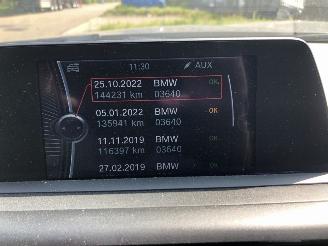 11:30 AUX
25.10.2022 BMW OK
144231 km 03640
05.01.2022 BMW OK
135941 km 03640
11.11.2019 BMW OK
116397 km 03640
27.02.2019 BMW OK